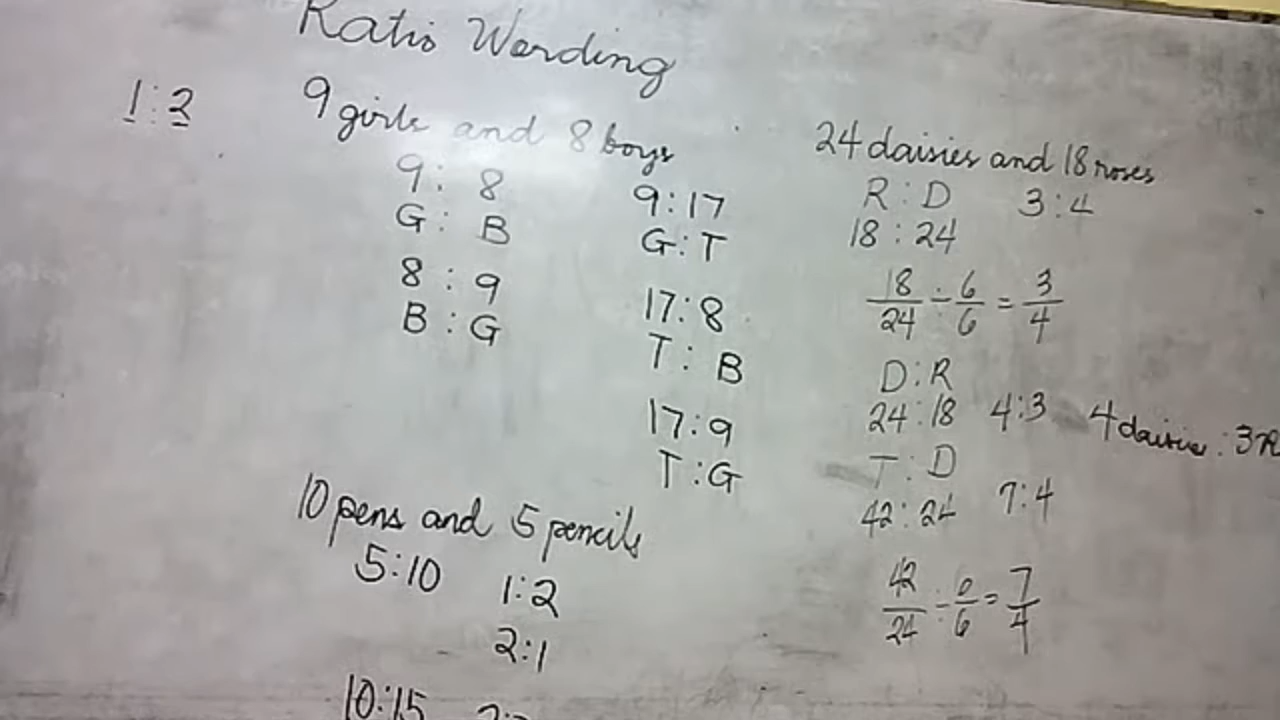 Ratio Wording
1:2
9 girls and 8 boys
9: 8
G: B
8 : 9
B : G
9:17
G:T
17:8
T: B
17:9
T:G
10 pens and 5 pencils
5:10 1:2
2:1
10:15
24 daisies and 18 roses
R:D 3:4
18:24
18/24 ÷ 6/6 = 3/4
D:R
24:18 4:3 4 daisies : 3
T:D
42:24 7:4
42/24 ÷ 6/6 = 7/4